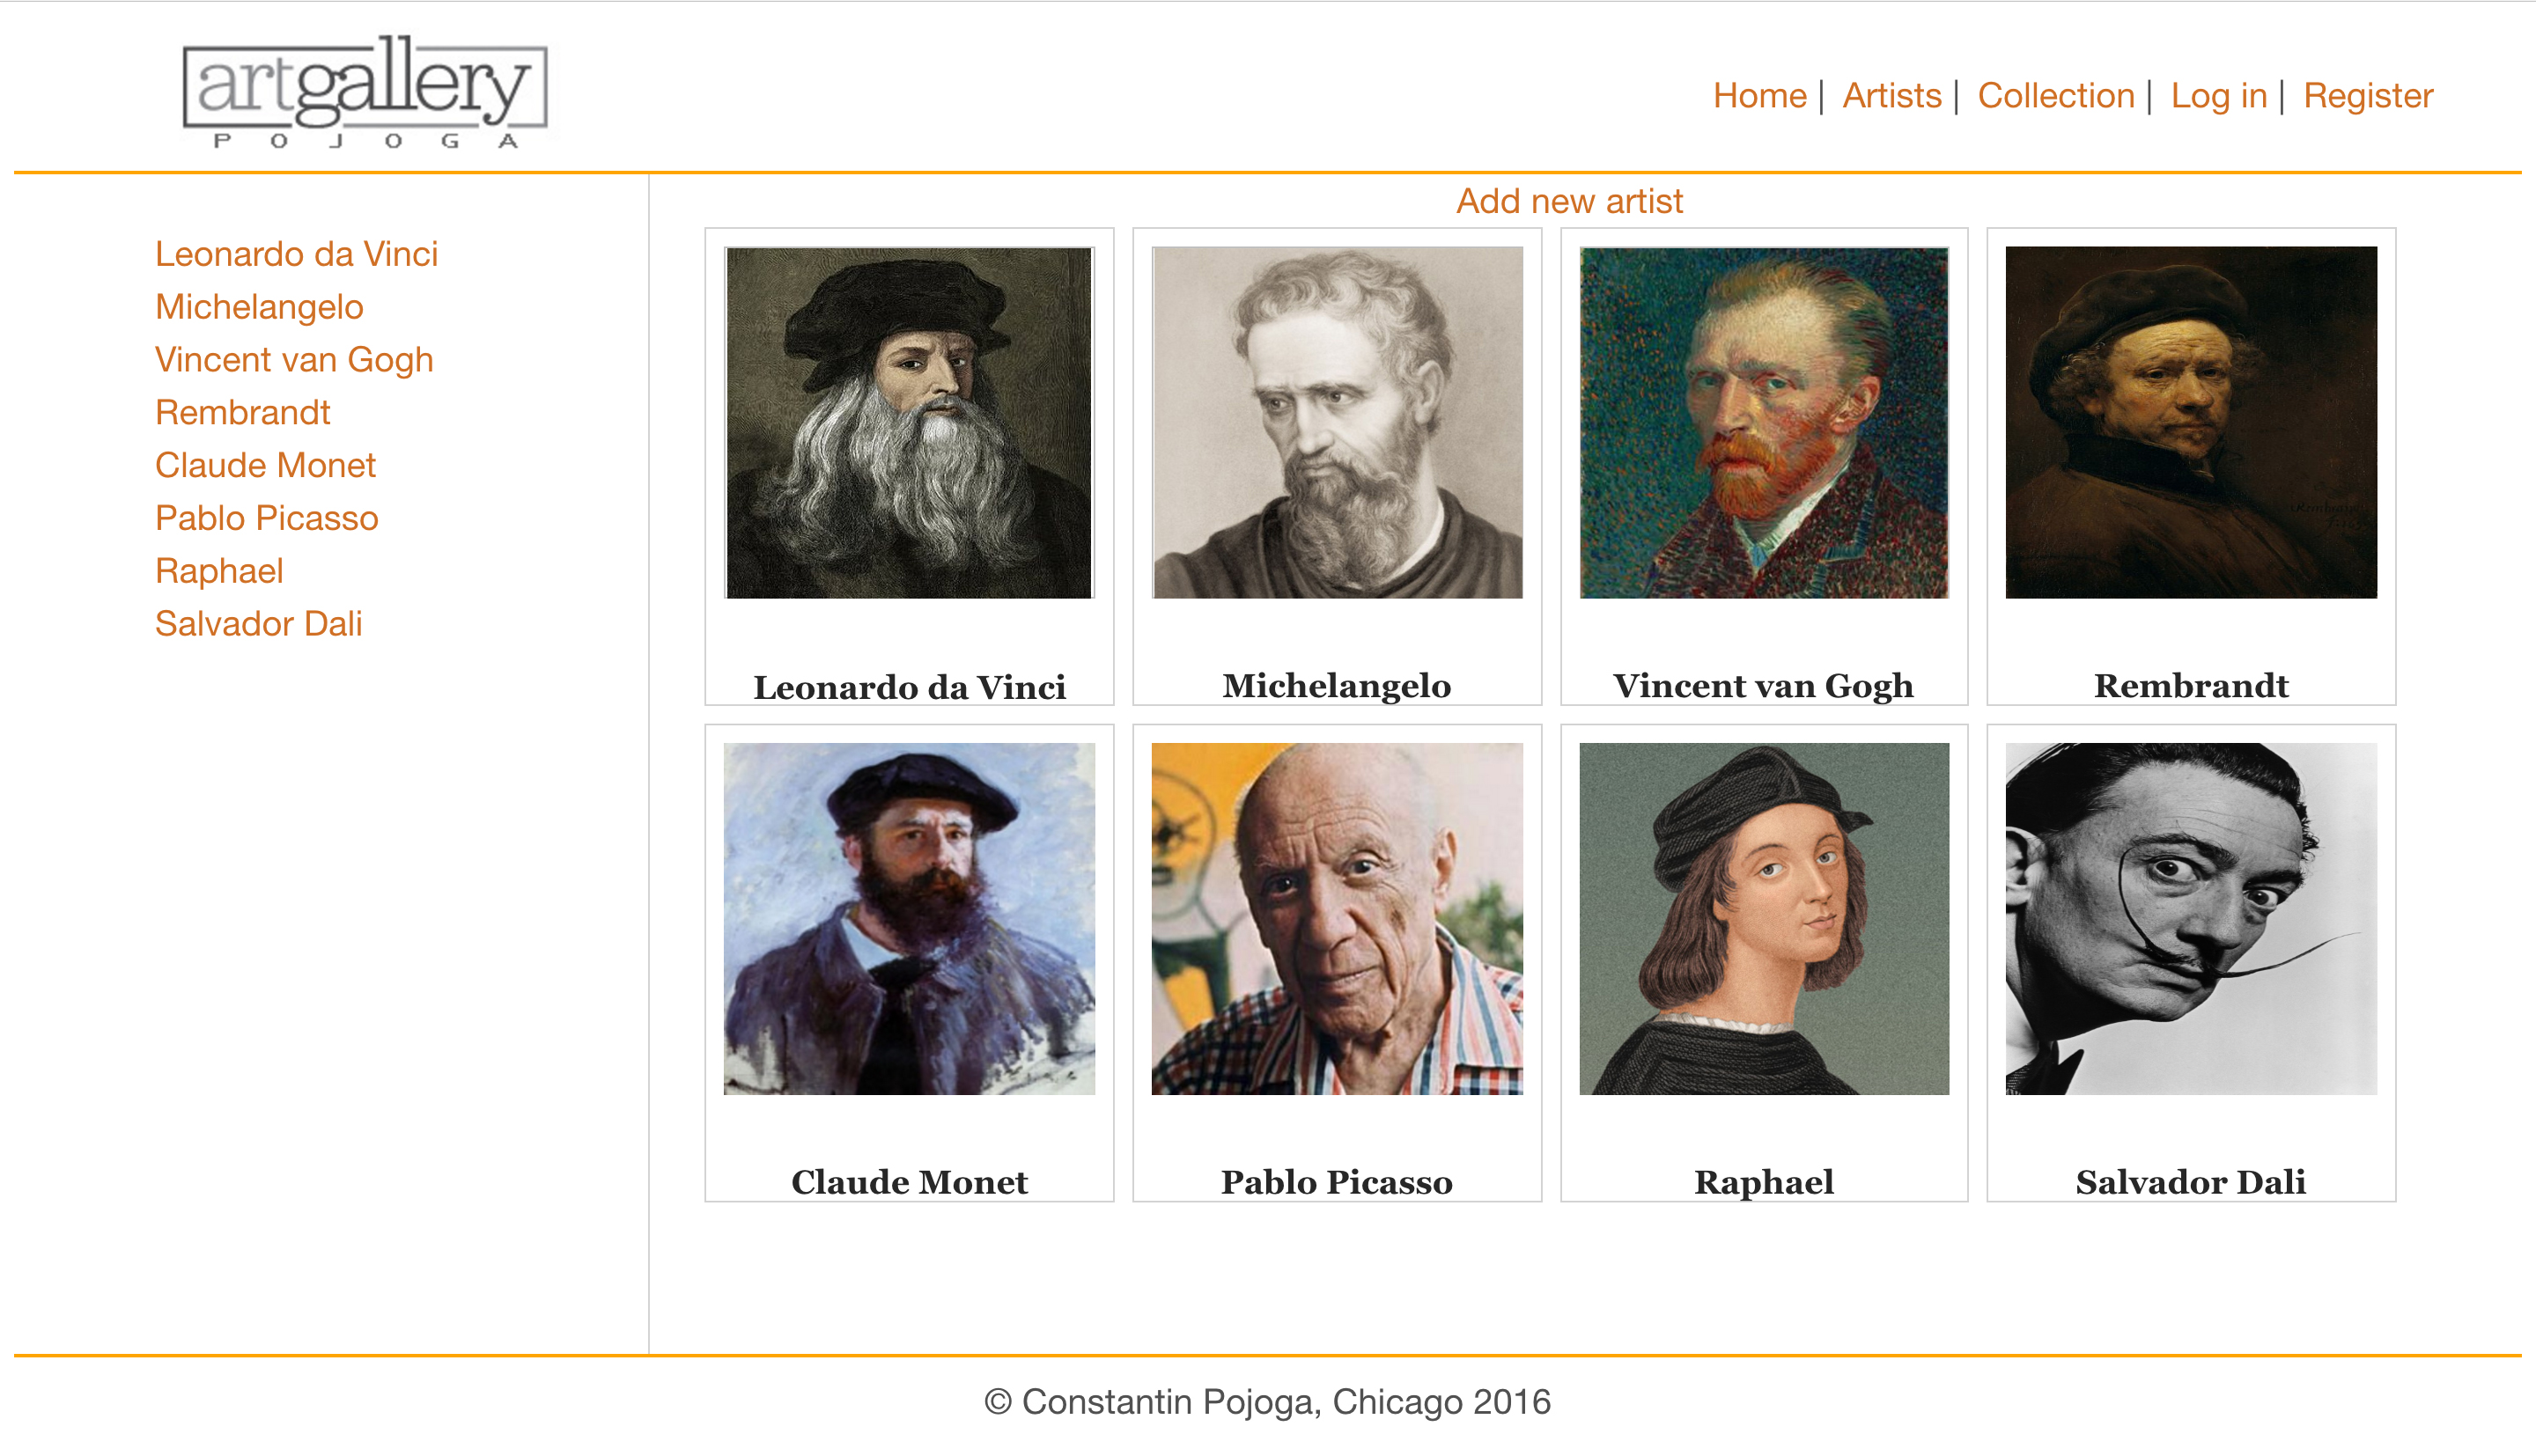 artgallery
POJOGA
Home | Artists | Collection | Log in | Register
Add new artist
Leonardo da Vinci
Michelangelo
Vincent van Gogh
Rembrandt
Claude Monet
Pablo Picasso
Raphael
Salvador Dali
Leonardo da Vinci
Michelangelo
Vincent van Gogh
Rembrandt
Claude Monet
Pablo Picasso
Raphael
Salvador Dali
© Constantin Pojoga, Chicago 2016